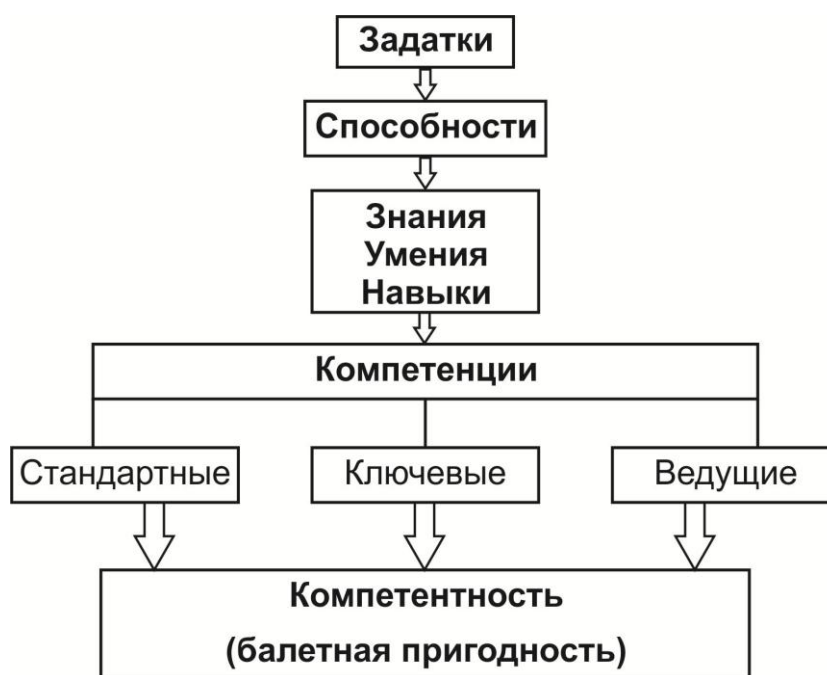 Задатки
Способности
Знания
Умения
Навыки
Компетенции
Стандартные
Ключевые
Ведущие
Компетентность
(балетная пригодность)